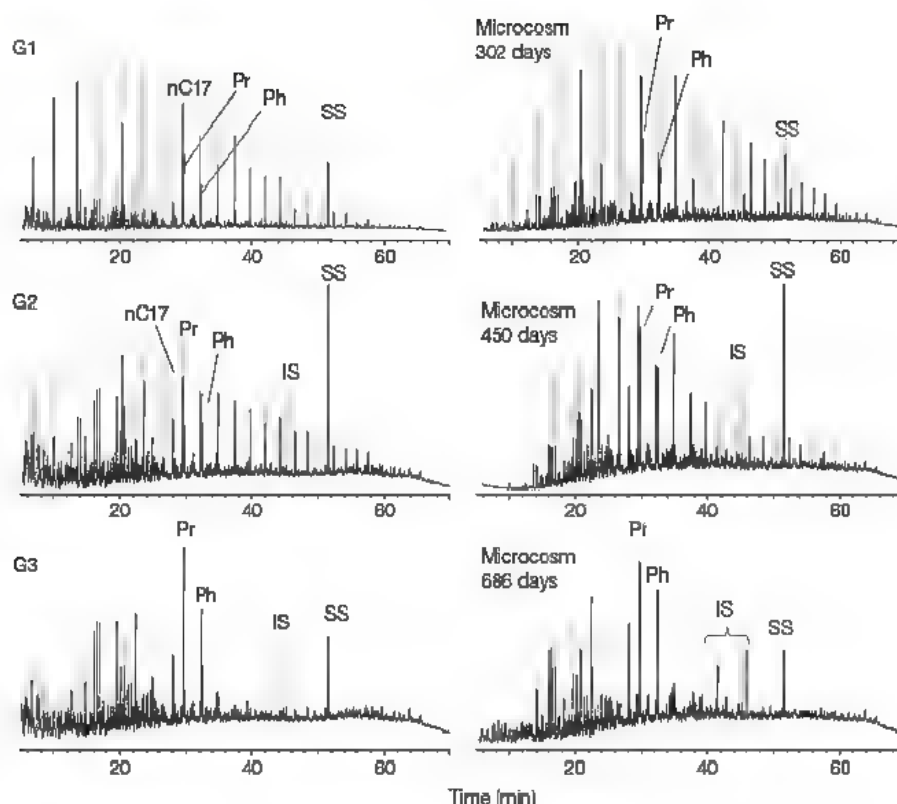 G1
nC17
Pr
Ph
SS
20
40
60
Microcosm
302 days
Pr
Ph
SS
20
40
60
G2
nC17
Pr
Ph
IS
SS
20
40
60
Microcosm
450 days
Pr
Ph
IS
SS
20
40
60
G3
Pr
Ph
IS
SS
20
40
60
Microcosm
686 days
Pr
Ph
IS
SS
20
40
60
Time (min)